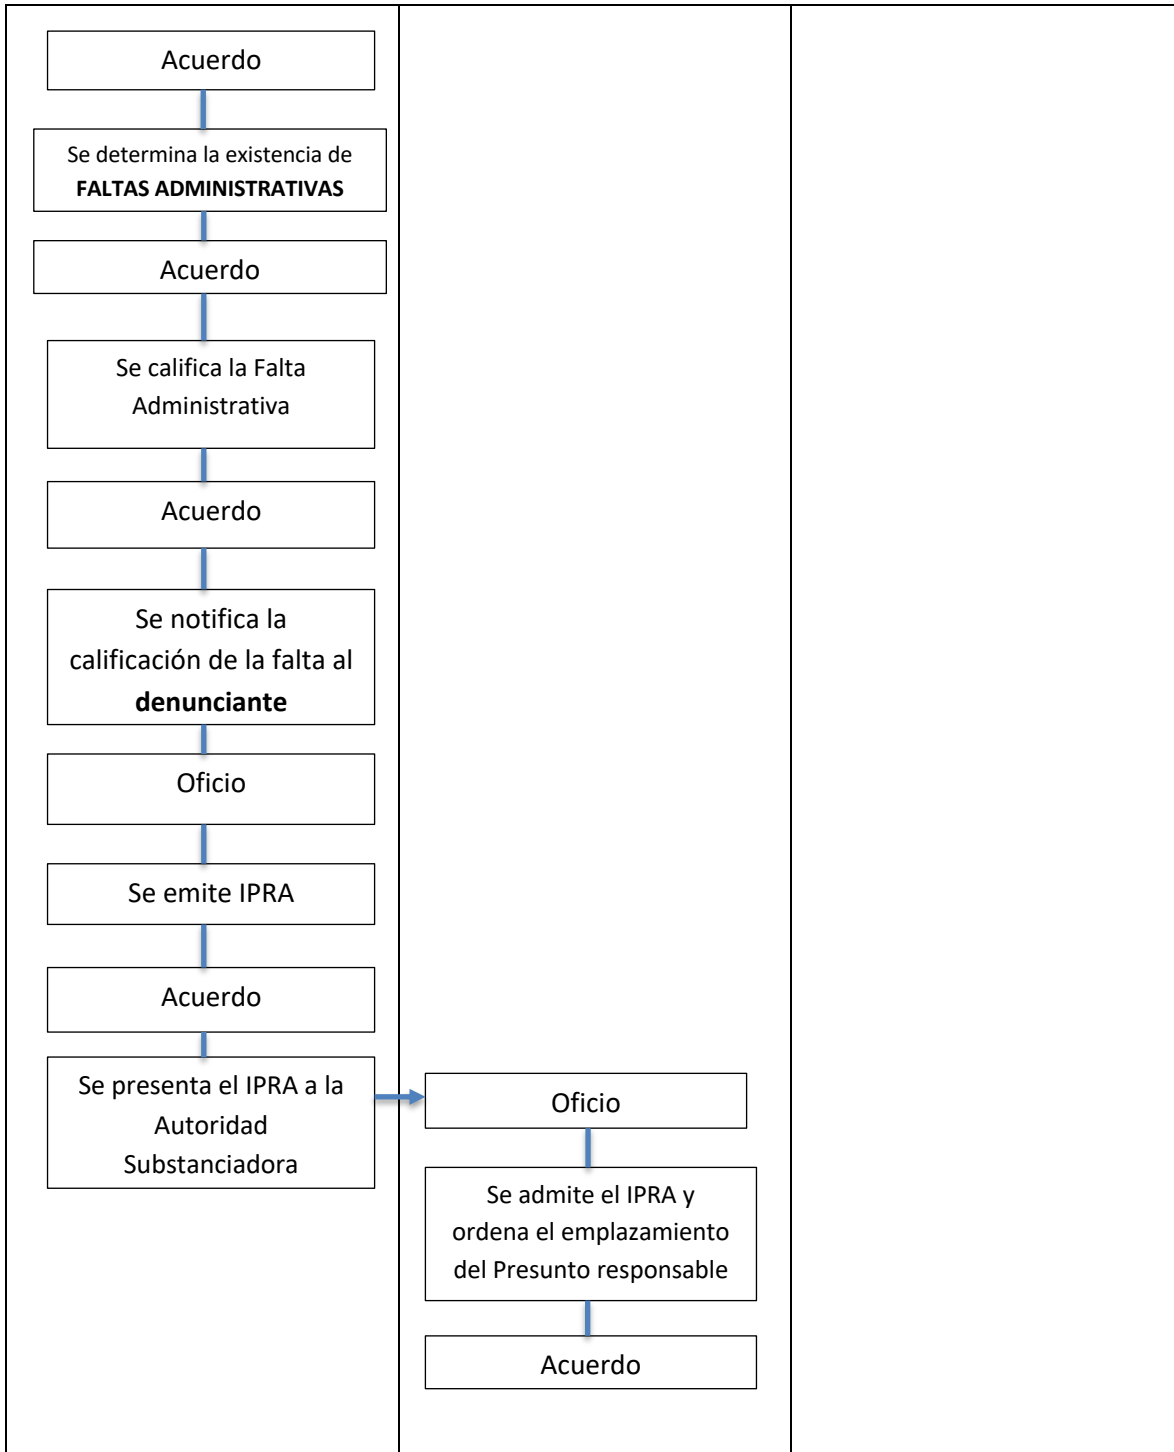 Acuerdo
Se determina la existencia de
FALTAS ADMINISTRATIVAS
Acuerdo
Se califica la Falta
Administrativa
Acuerdo
Se notifica la
calificación de la falta al
denunciante
Oficio
Se emite IPRA
Acuerdo
Se presenta el IPRA a la
Autoridad
Substanciadora
Oficio
Se admite el IPRA y
ordena el emplazamiento
del Presunto responsable
Acuerdo